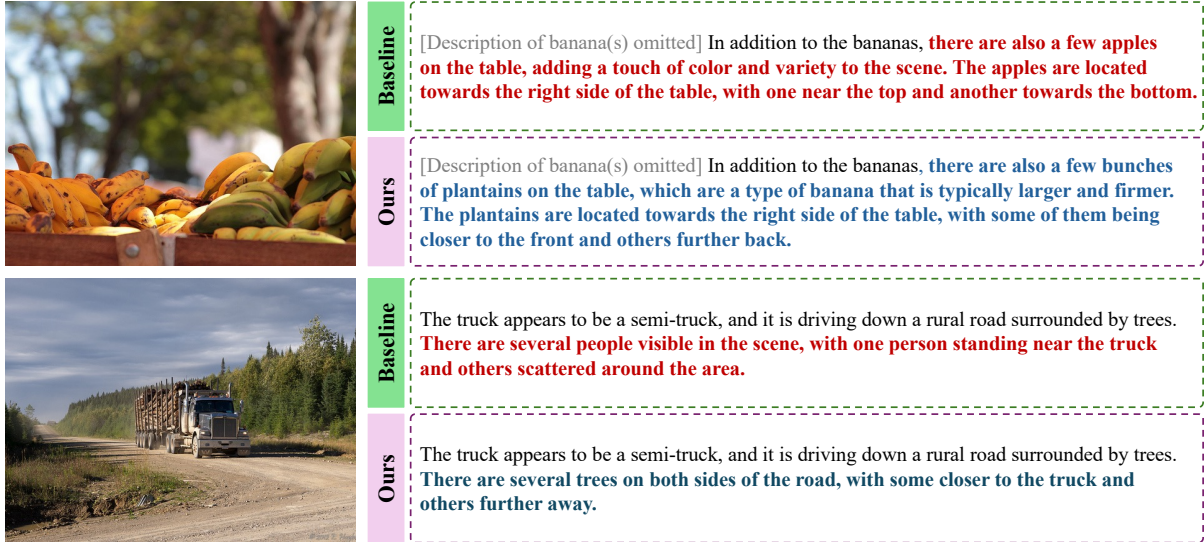 Baseline
[Description of banana(s) omitted] In addition to the bananas, there are also a few apples
on the table, adding a touch of color and variety to the scene. The apples are located
towards the right side of the table, with one near the top and another towards the bottom.
Ours
[Description of banana(s) omitted] In addition to the bananas, there are also a few bunches
of plantains on the table, which are a type of banana that is typically larger and firmer.
The plantains are located towards the right side of the table, with some of them being
closer to the front and others further back.
Baseline
The truck appears to be a semi-truck, and it is driving down a rural road surrounded by trees.
There are several people visible in the scene, with one person standing near the truck
and others scattered around the area.
Ours
The truck appears to be a semi-truck, and it is driving down a rural road surrounded by trees.
There are several trees on both sides of the road, with some closer to the truck and
others further away.